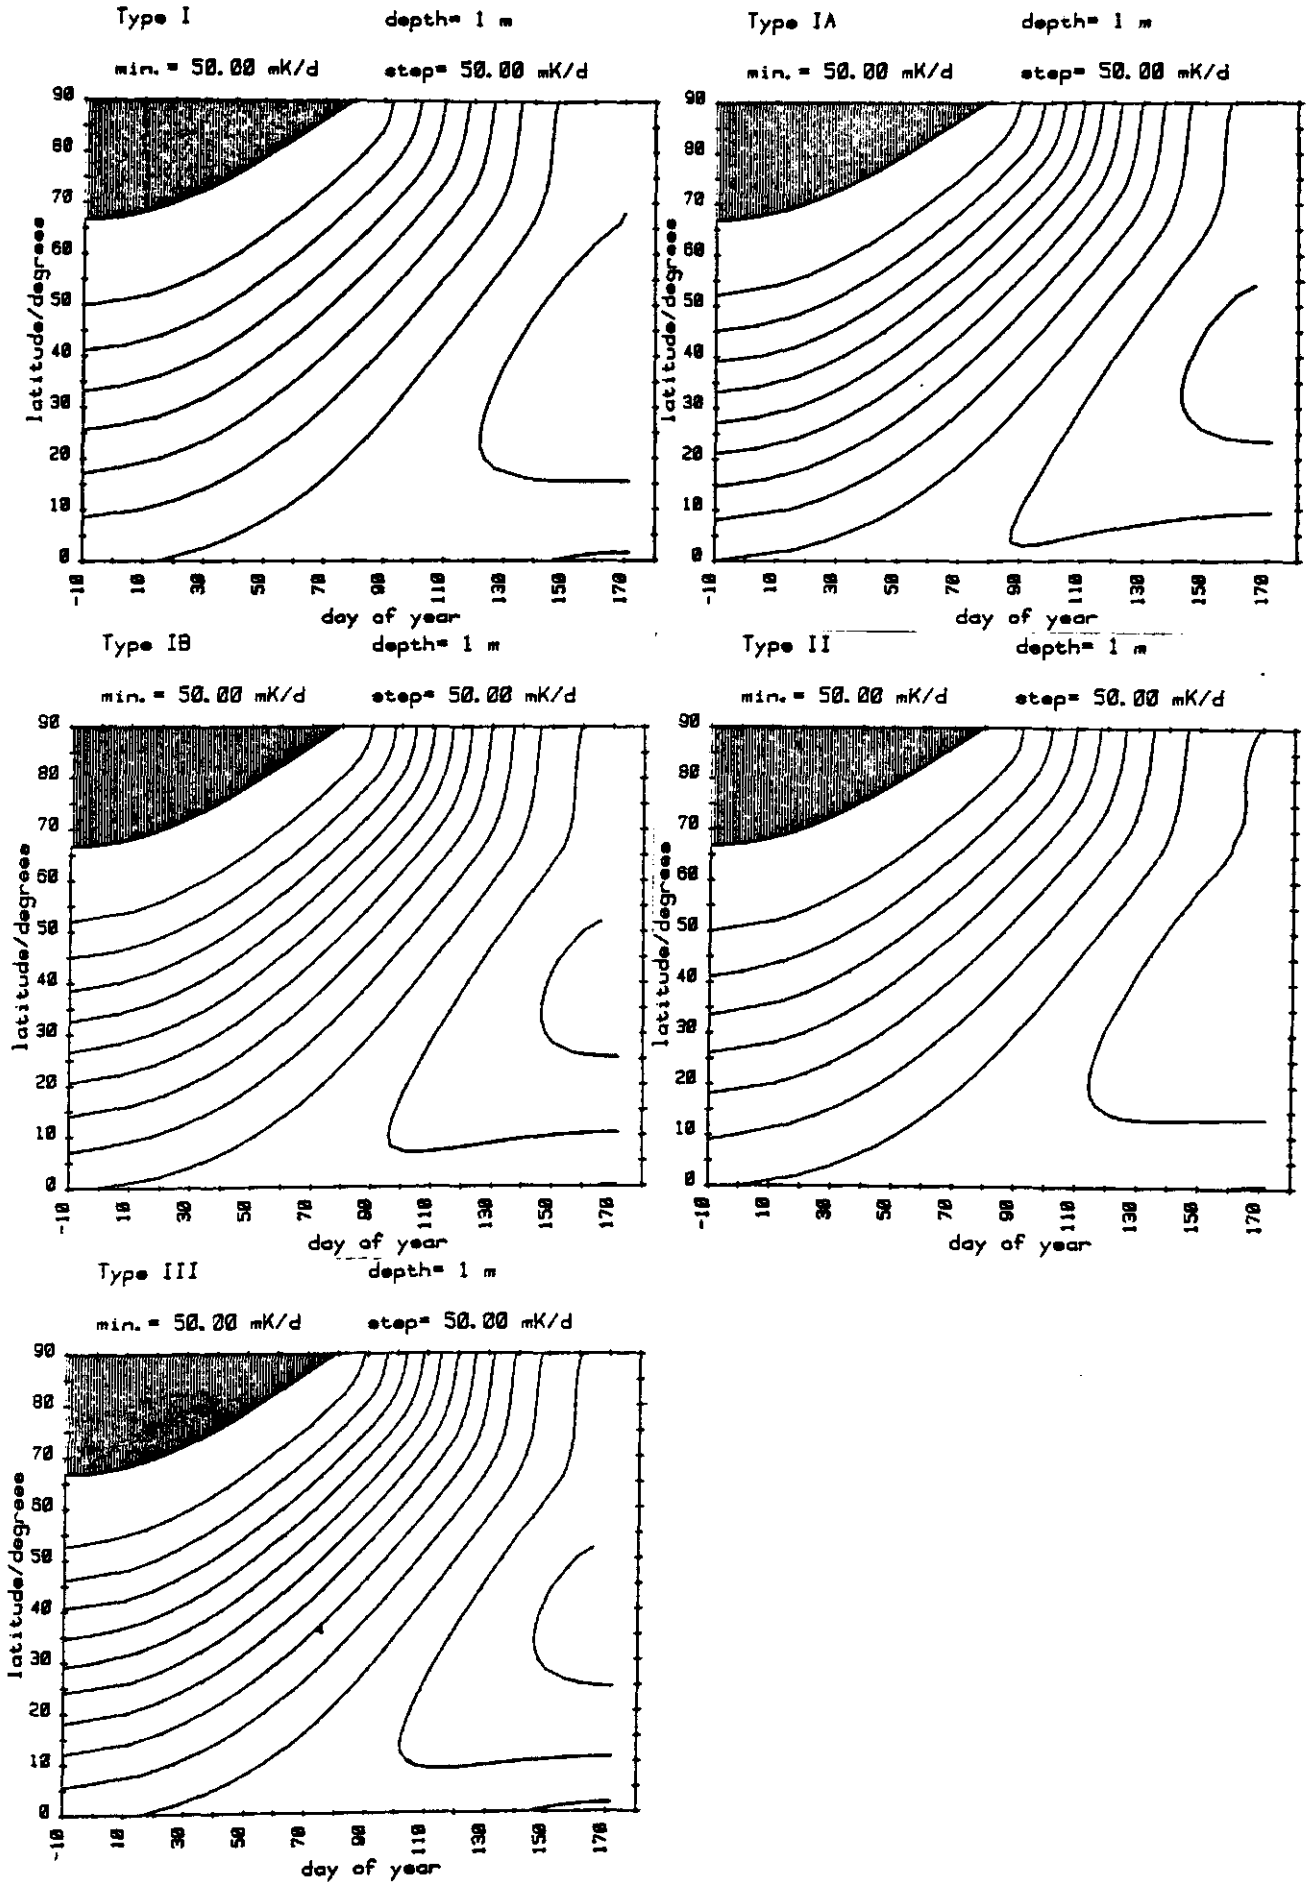 Type I depth= 1 m
min. = 50.00 mK/d step= 50.00 mK/d
90
80
70
60
50
40
30
20
10
0
latitude/degrees
-10 10 30 50 70 90 110 130 150 170
day of year
Type IA depth= 1 m
min. = 50.00 mK/d step= 50.00 mK/d
90
80
70
60
50
40
30
20
10
0
latitude/degrees
-10 10 30 50 70 90 110 130 150 170
day of year
Type IB depth= 1 m
min. = 50.00 mK/d step= 50.00 mK/d
90
80
70
60
50
40
30
20
10
0
latitude/degrees
-10 10 30 50 70 90 110 130 150 170
day of year
Type II depth= 1 m
min. = 50.00 mK/d step= 50.00 mK/d
90
80
70
60
50
40
30
20
10
0
latitude/degrees
-10 10 30 50 70 90 110 130 150 170
day of year
Type III depth= 1 m
min. = 50.00 mK/d step= 50.00 mK/d
90
80
70
60
50
40
30
20
10
0
latitude/degrees
-10 10 30 50 70 90 110 130 150 170
day of year